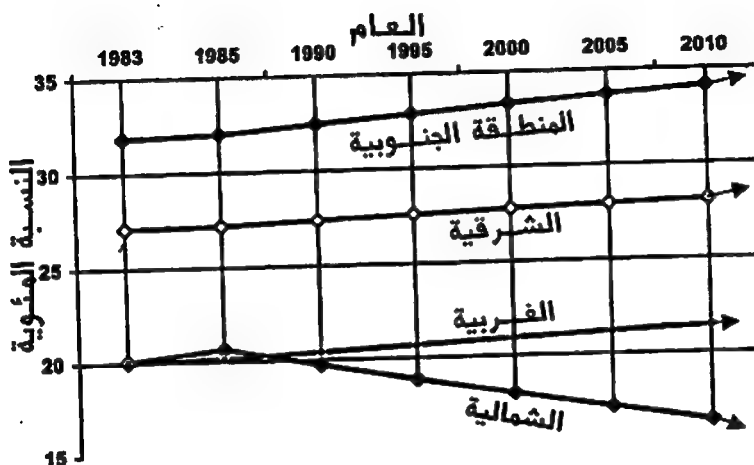 العام
1983 1985 1990 1995 2000 2005 2010
35
المنطقة الجنوبية
30
الشرقية
25
الغربية
20
الشمالية
15
النسبة المئوية